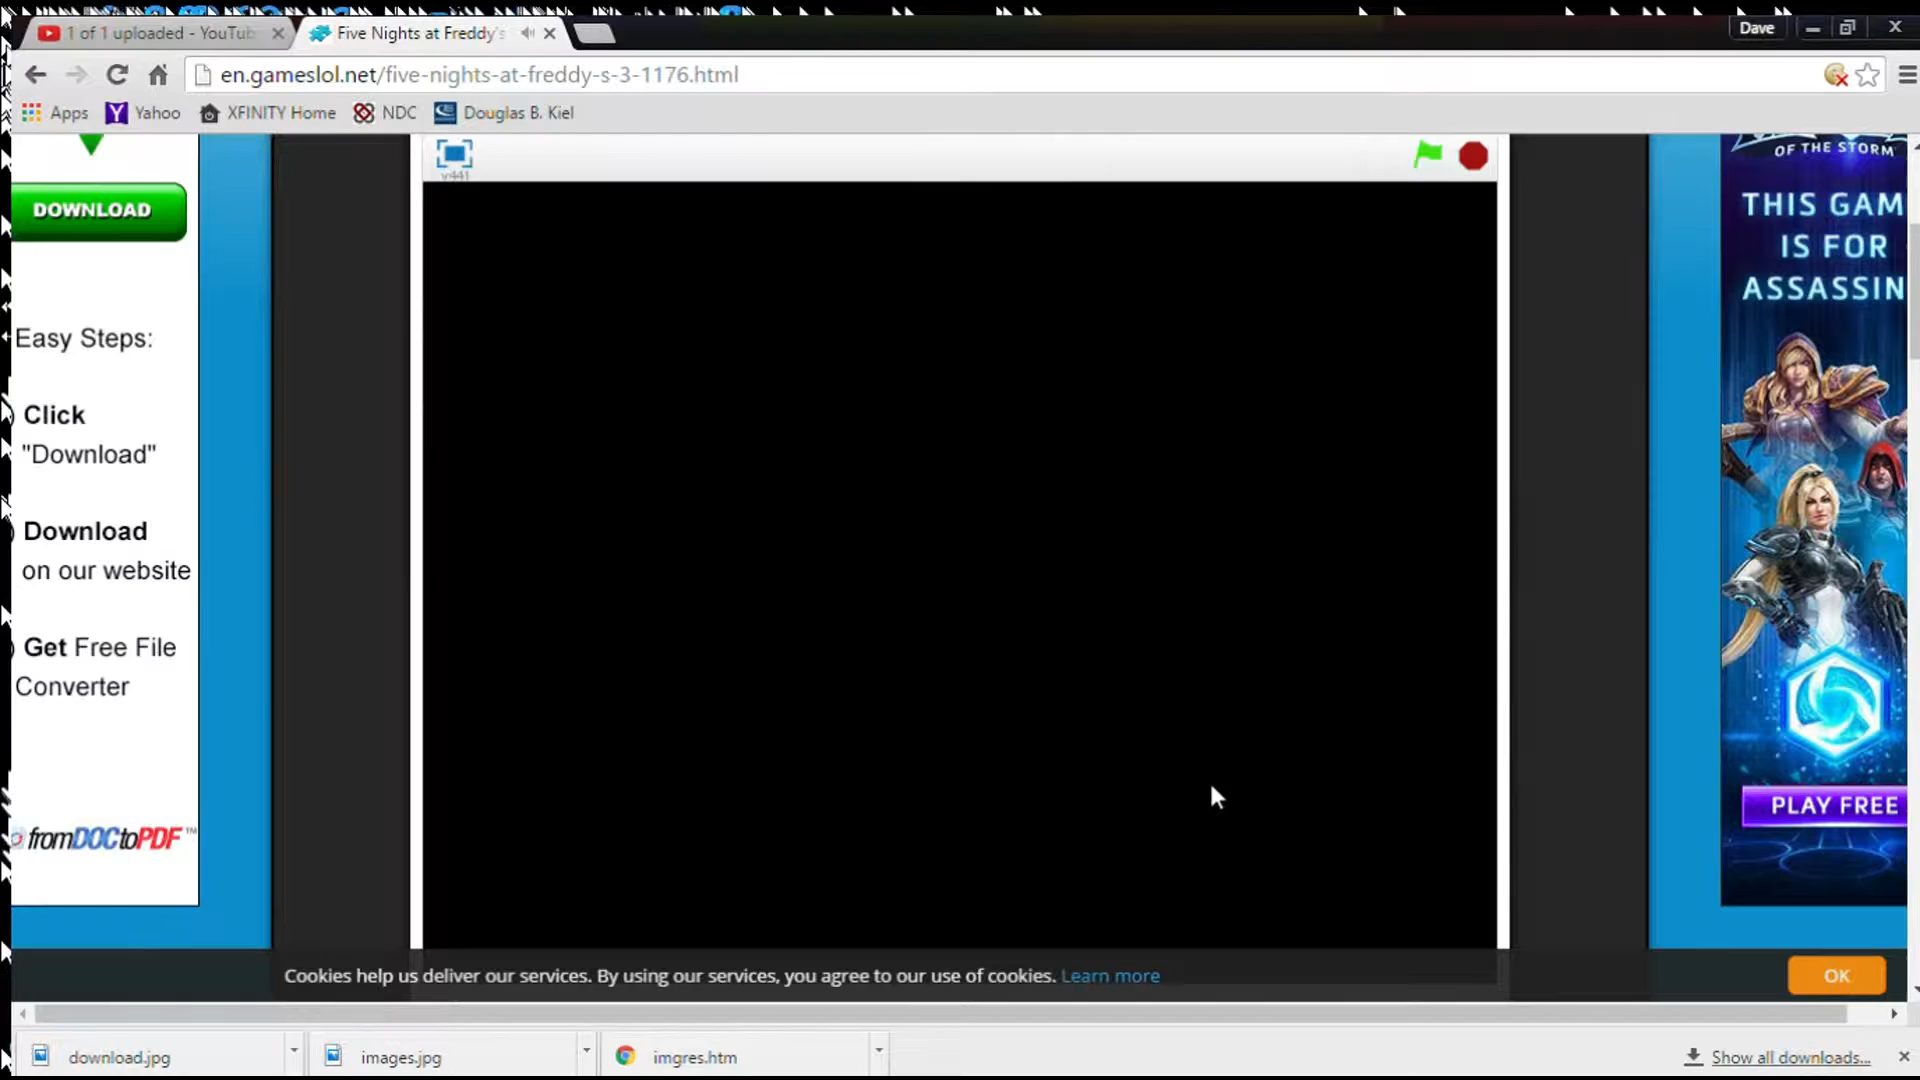 1 of 1 uploaded - YouTub
Five Nights at Freddy's
Dave
en.gameslol.net/five-nights-at-freddy-s-3-1176.html
Apps
Yahoo
XFINITY Home
NDC
Douglas B. Kiel
v441
DOWNLOAD
Easy Steps:
Click
"Download"
Download
on our website
Get Free File
Converter
fromDOCtoPDF™
OF THE STORM
THIS GAM
IS FOR
ASSASSIN
PLAY FREE
Cookies help us deliver our services. By using our services, you agree to our use of cookies. Learn more
OK
download.jpg
images.jpg
imgres.htm
Show all downloads...